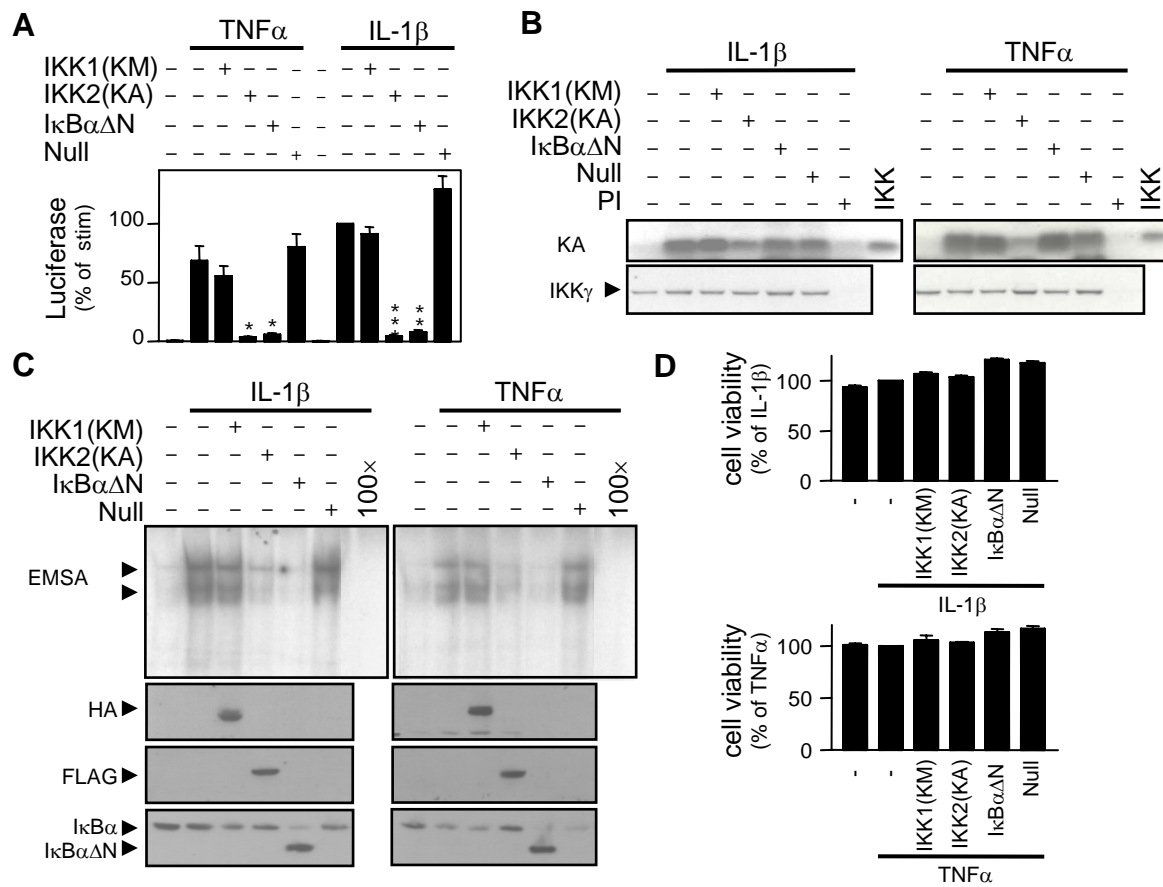 A
TNFα IL-1β
IKK1(KM) – – + – – – – – + – – –
IKK2(KA) – – – + – – – – – + – –
IκBαΔN – – – – + – – – – – + –
Null – – – – – + – – – – – +
Luciferase
(% of stim)
100
50
0
* * *** **
B
IL-1β TNFα
IKK1(KM) – – + – – – – – – + – – – –
IKK2(KA) – – – + – – – – – – + – – –
IκBαΔN – – – – + – – – – – – + – –
Null – – – – – + – – – – – – + –
PI – – – – – – + – – – – – – +
IKK IKK
KA
IKKγ
C
IL-1β TNFα
IKK1(KM) – – + – – – – – + – – –
IKK2(KA) – – – + – – – – – + – –
IκBαΔN – – – – + – – – – – + –
Null – – – – – + – – – – – +
100× 100×
EMSA
HA
FLAG
IκBα
IκBαΔN
D
cell viability
(% of IL-1β)
100
50
0
- - IKK1(KM) IKK2(KA) IκBαΔN Null
IL-1β
cell viability
(% of TNFα)
100
50
0
- - IKK1(KM) IKK2(KA) IκBαΔN Null
TNFα